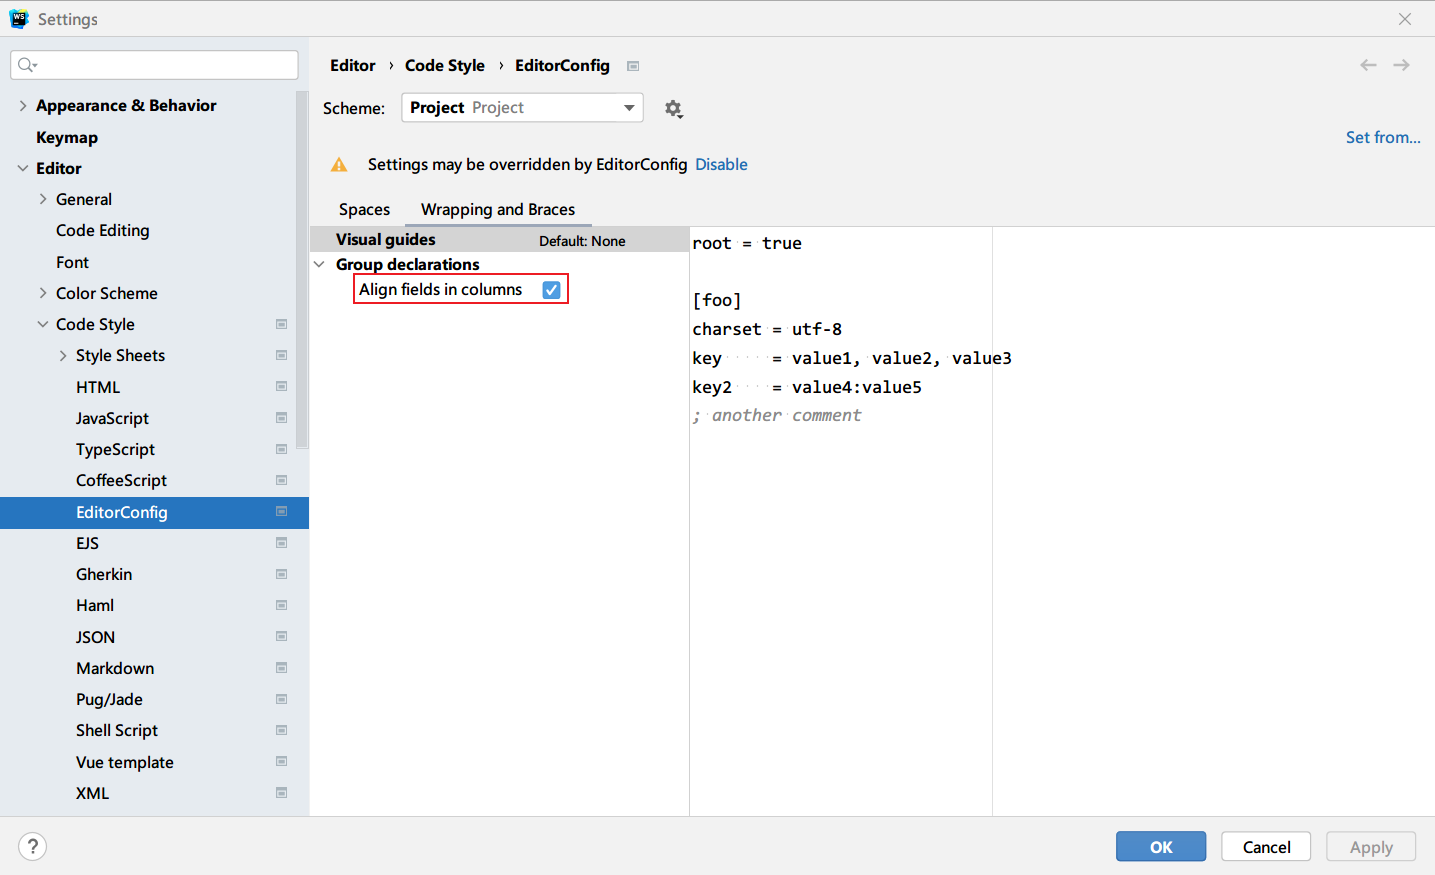 WS
Settings
Appearance & Behavior
Keymap
Editor
General
Code Editing
Font
Color Scheme
Code Style
Style Sheets
HTML
JavaScript
TypeScript
CoffeeScript
EditorConfig
EJS
Gherkin
Haml
JSON
Markdown
Pug/Jade
Shell Script
Vue template
XML
Editor › Code Style › EditorConfig
Scheme: Project Project
Set from...
Settings may be overridden by EditorConfig Disable
Spaces Wrapping and Braces
Visual guides Default: None
Group declarations
Align fields in columns
root = true
[foo]
charset = utf-8
key     = value1, value2, value3
key2    = value4:value5
; another comment
?
OK Cancel Apply